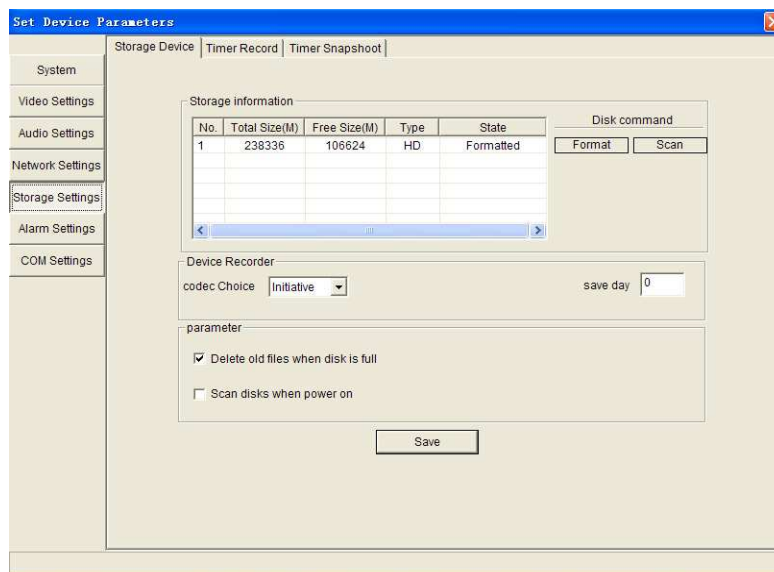 Set Device Parameters
Storage Device Timer Record Timer Snapshoot
System
Video Settings
Audio Settings
Network Settings
Storage Settings
Alarm Settings
COM Settings
Storage information
No. Total Size(M) Free Size(M) Type State
1 238336 106624 HD Formatted
Disk command
Format Scan
Device Recorder
codec Choice Initiative save day 0
parameter
Delete old files when disk is full
Scan disks when power on
Save